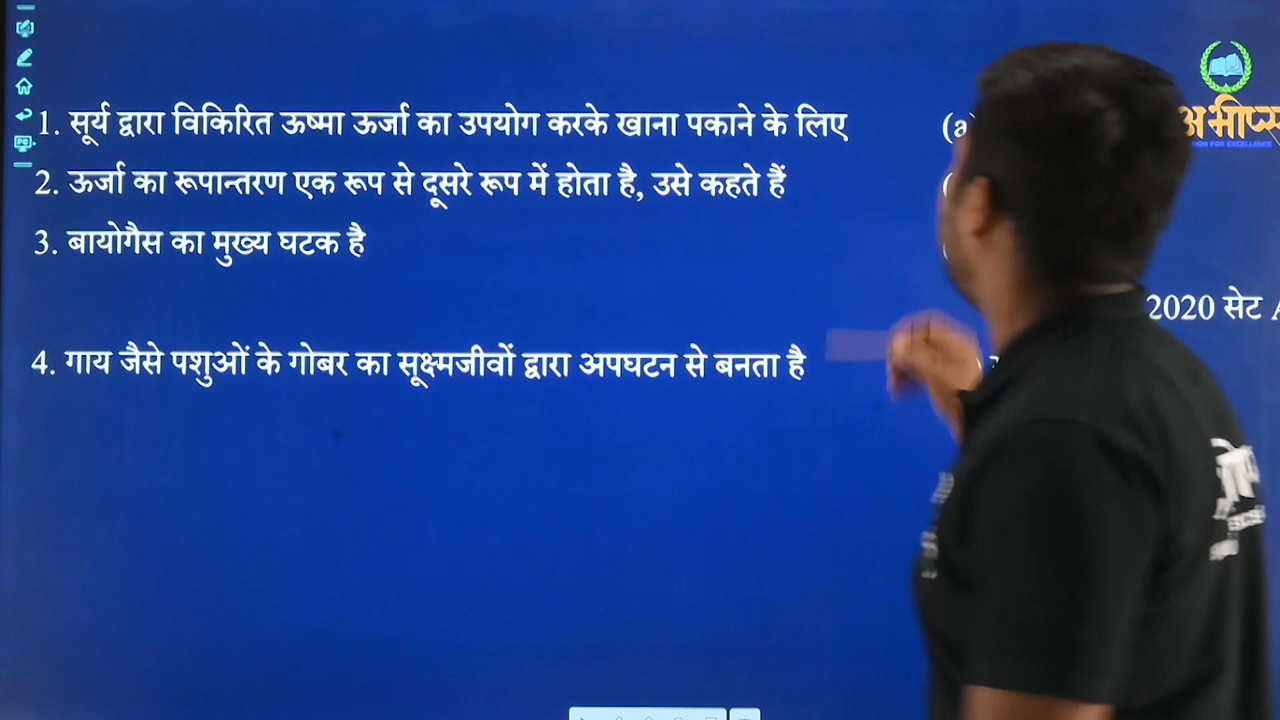 1. सूर्य द्वारा विकिरित ऊष्मा ऊर्जा का उपयोग करके खाना पकाने के लिए (a)
2. ऊर्जा का रूपान्तरण एक रूप से दूसरे रूप में होता है, उसे कहते हैं
3. बायोगैस का मुख्य घटक है
2020 सेट
4. गाय जैसे पशुओं के गोबर का सूक्ष्मजीवों द्वारा अपघटन से बनता है